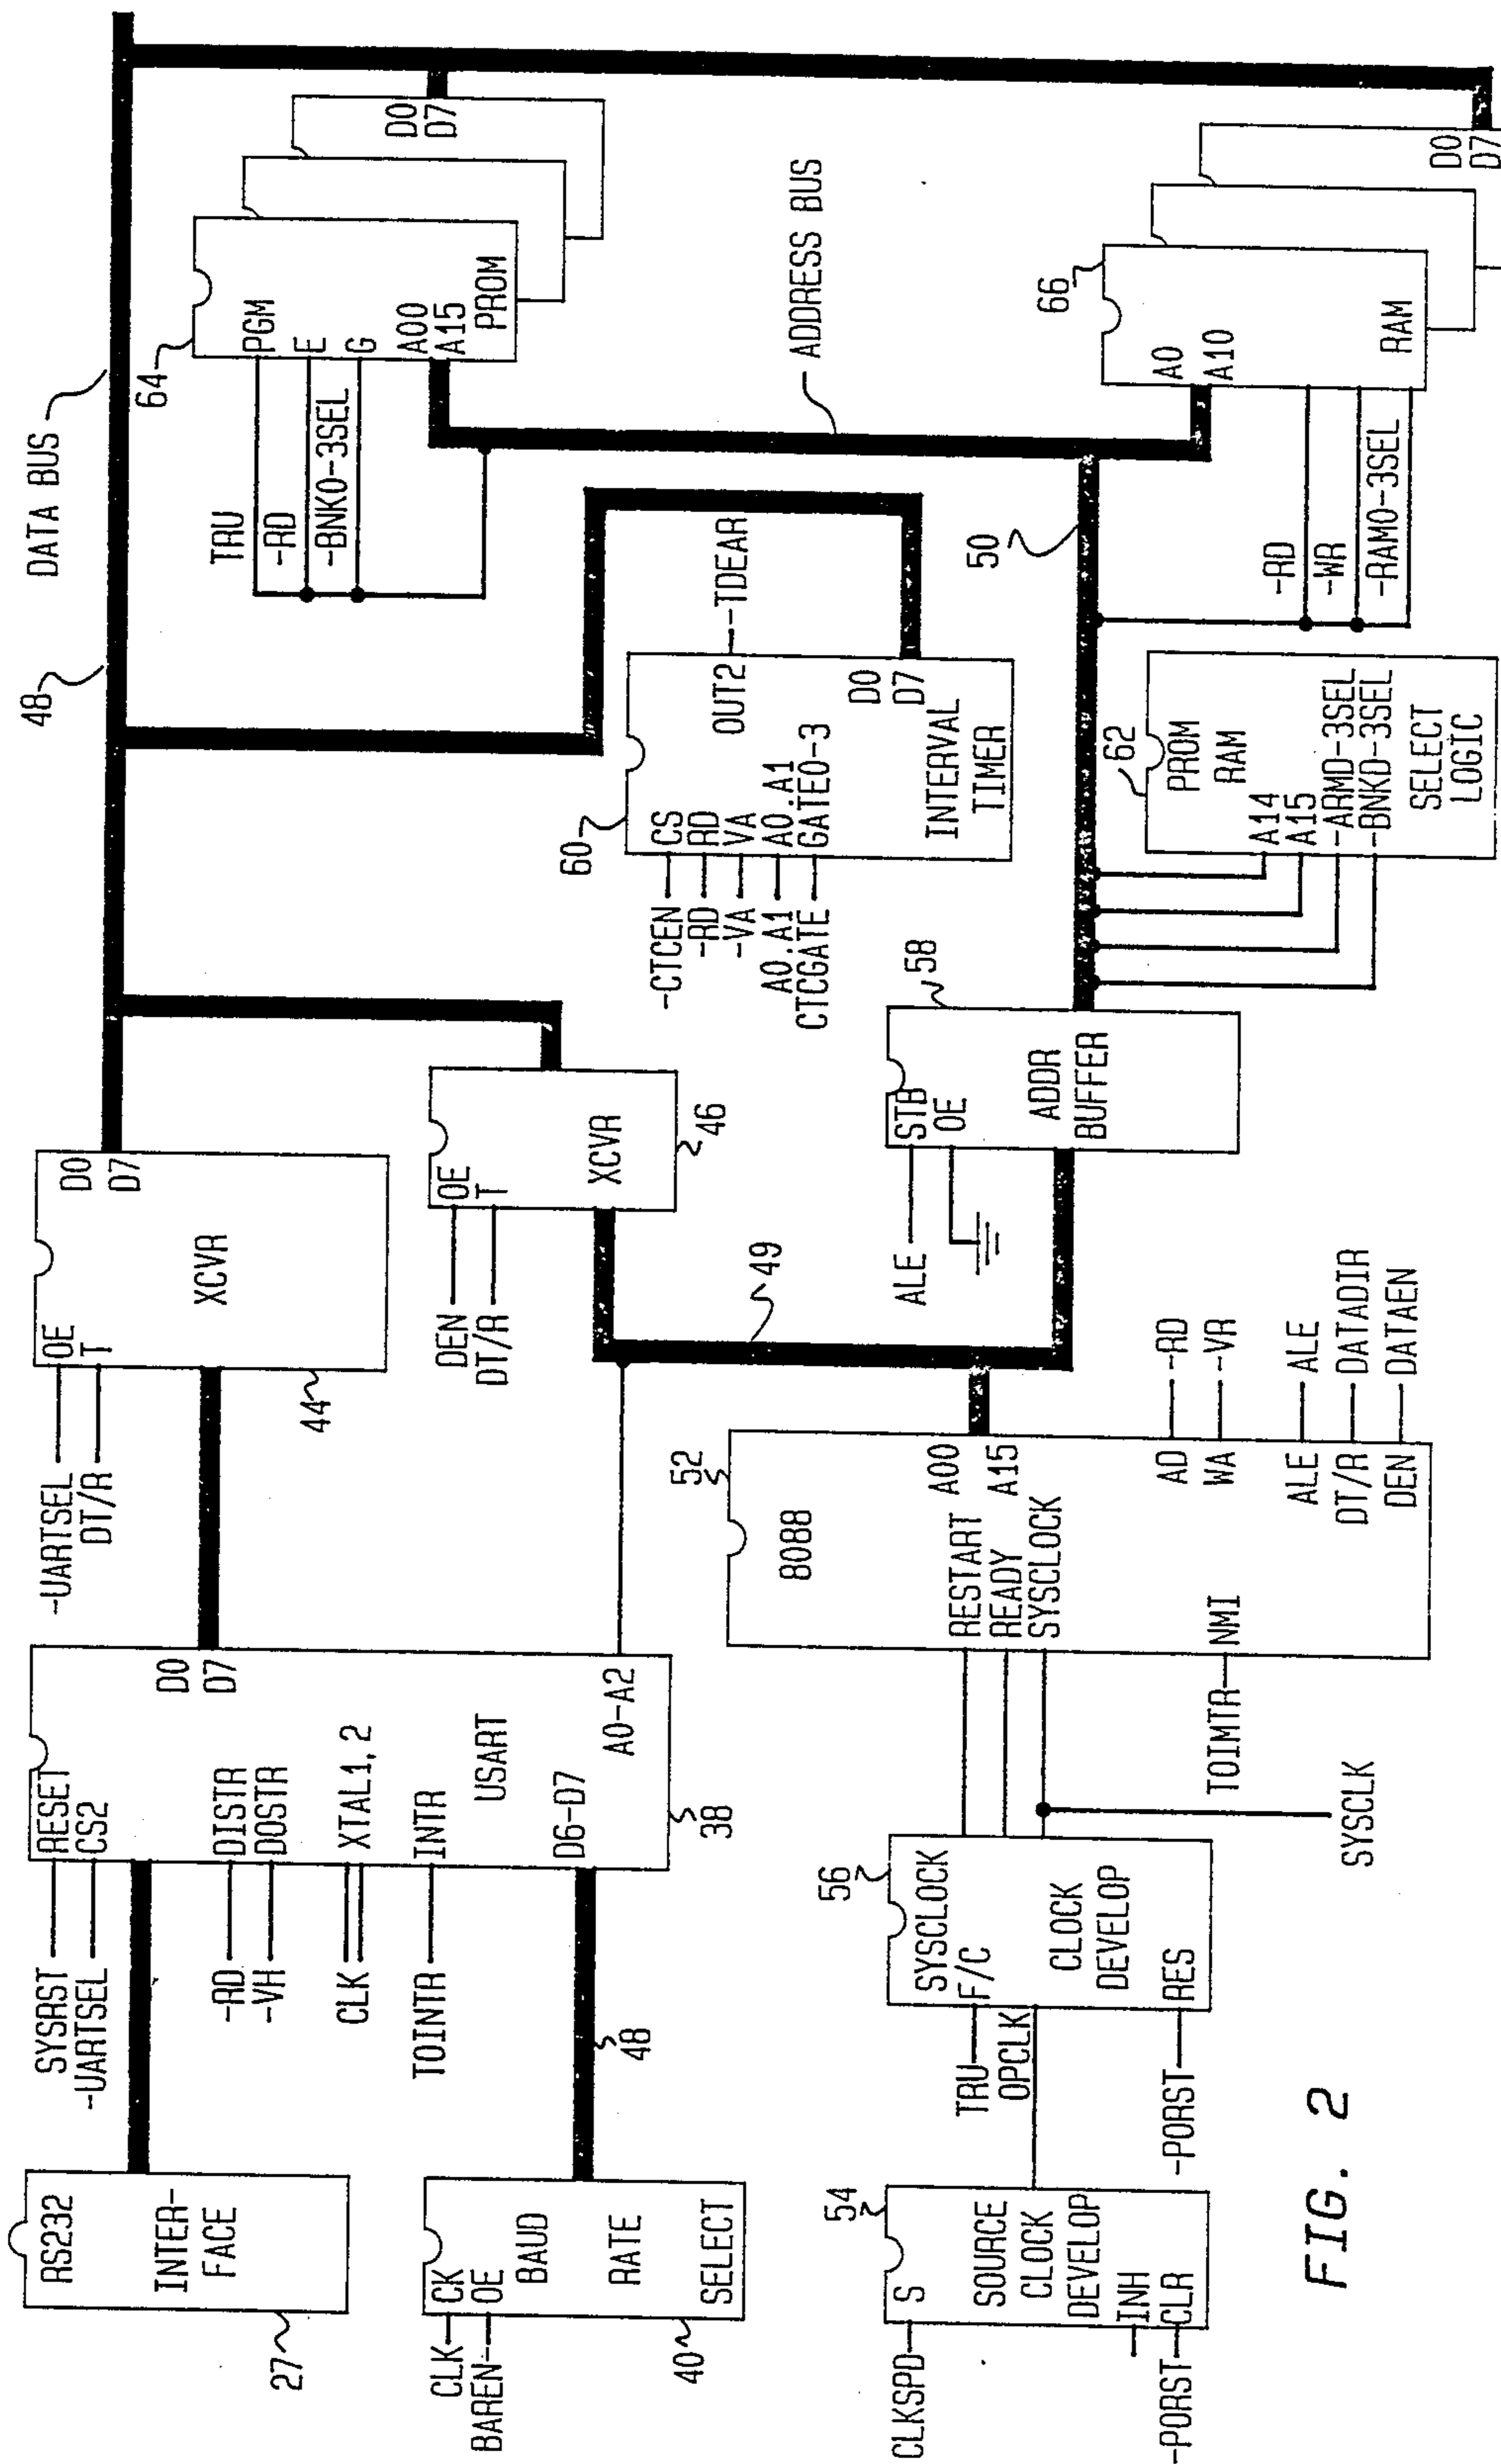 DATA BUS
48
-UARTSEL
DT/R
OE
T
D0
D7
XCVR
44
SYSRST
-UARTSEL
RESET
CS2
-RD
-VH
DISTR
DOSTR
CLK
XTAL1,2
TOINTR
INTR
D0
D7
USART
D6-D7
A0-A2
38
RS232
INTER-
FACE
27
CLK
BAREN
CK
OE
BAUD
RATE
SELECT
40
48
DEN
DT/R
OE
T
XCVR
46
49
-CTCEN
-RD
-VA
A0.A1
CTCGATE
CS
RD
VA
A0.A1
GATE0-3
OUT2
-TDEAR
D0
D7
INTERVAL
TIMER
60
TRU
-RD
-BNK0-3SEL
PGM
E
G
A00
A15
PROM
64
D0
D7
ADDRESS BUS
50
CLKSPD
S
SOURCE
CLOCK
DEVELOP
INH
CLR
-PORST
54
TRU
OPCLK
-PORST
SYSCLOCK
F/C
CLOCK
DEVELOP
RES
56
SYSCLK
8088
52
RESTART
READY
SYSCLOCK
A00
A15
TOIMTR
NMI
AD
WA
-RD
-VR
ALE
DT/R
DEN
ALE
DATADIR
DATAEN
ALE
STB
OE
ADDR
BUFFER
58
PROM
RAM
A14
A15
-ARMD-3SEL
-BNKD-3SEL
SELECT
LOGIC
62
-RD
-WR
-RAM0-3SEL
A0
A10
RAM
66
D0
D7
FIG. 2